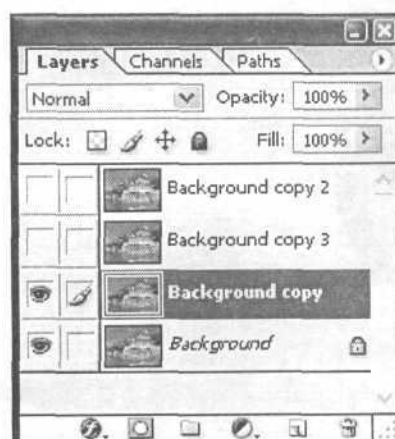 Layers Channels Paths
Normal Opacity: 100%
Lock: Fill: 100%
Background copy 2
Background copy 3
Background copy
Background